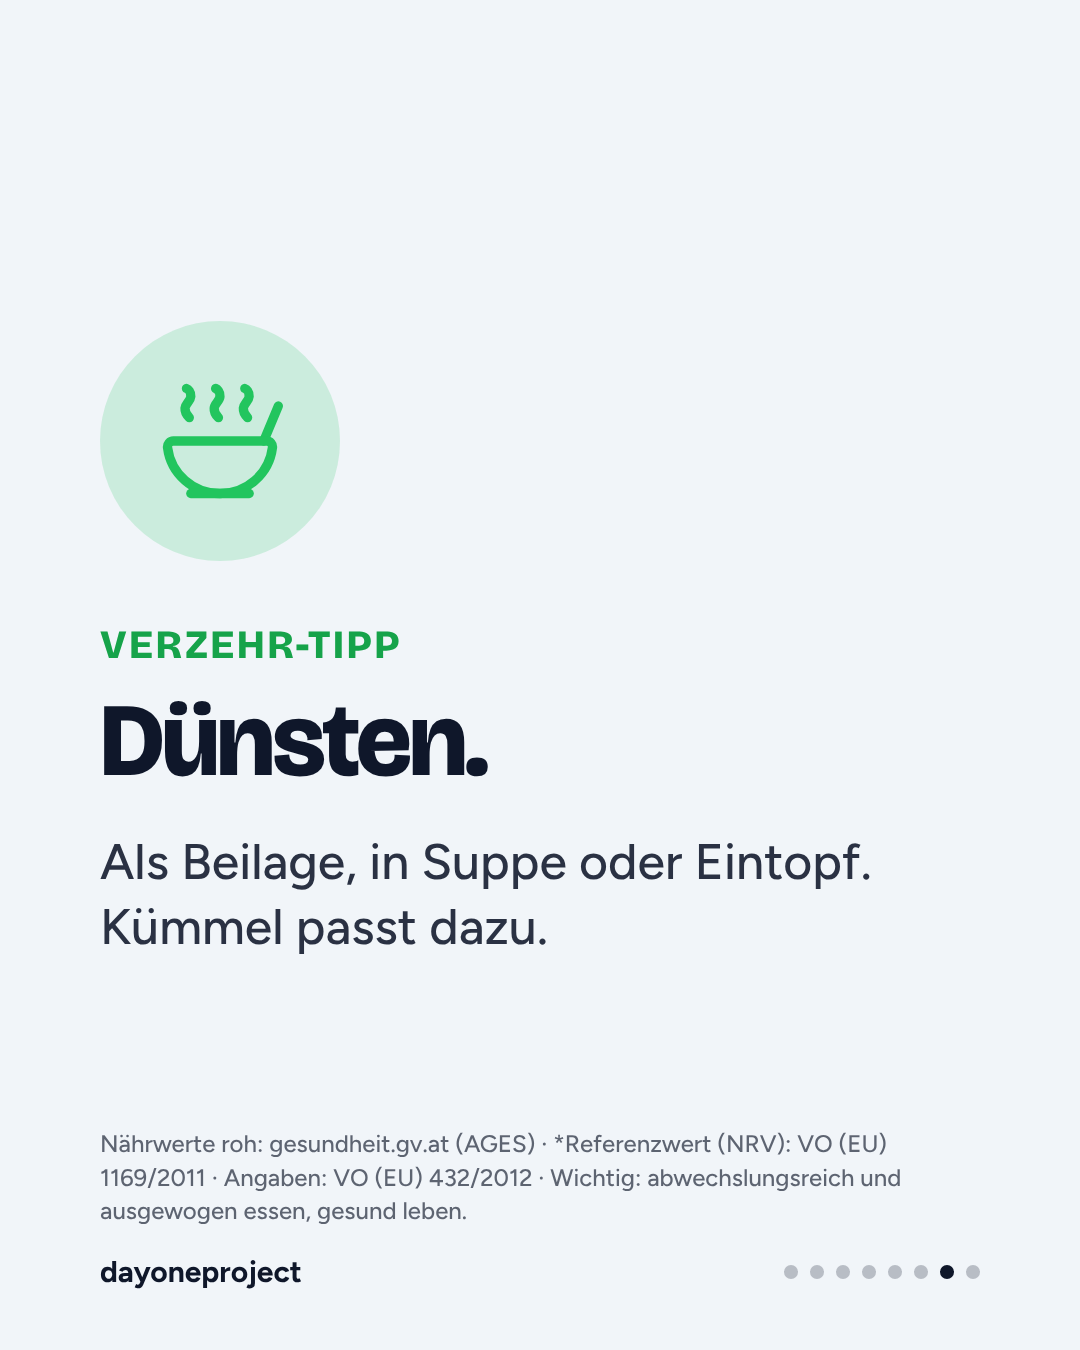 VERZEHR-TIPP
Dünsten.
Als Beilage, in Suppe oder Eintopf.
Kümmel passt dazu.
Nährwerte roh: gesundheit.gv.at (AGES) · *Referenzwert (NRV): VO (EU)
1169/2011 · Angaben: VO (EU) 432/2012 · Wichtig: abwechslungsreich und
ausgewogen essen, gesund leben.
dayoneproject